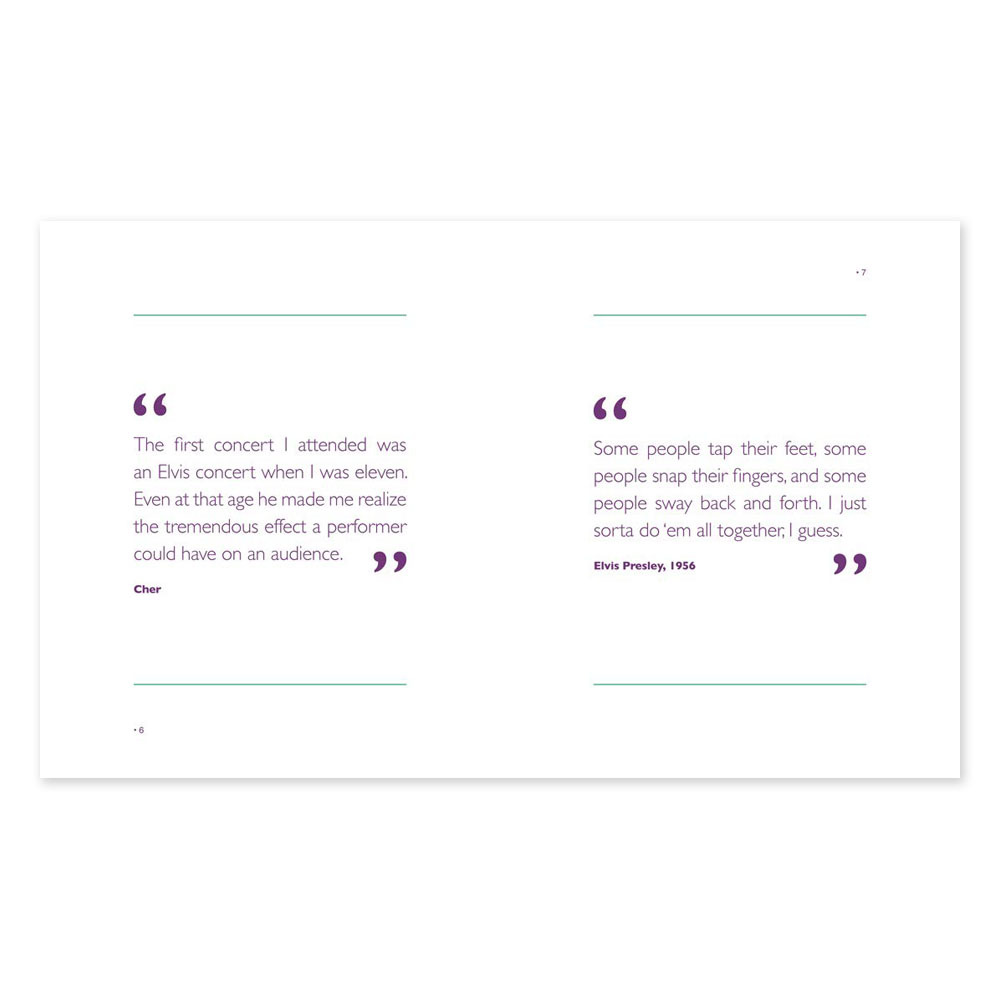 “
The first concert I attended was
an Elvis concert when I was eleven.
Even at that age he made me realize
the tremendous effect a performer
could have on an audience. ”
Cher
• 6
• 7
“
Some people tap their feet, some
people snap their fingers, and some
people sway back and forth. I just
sorta do ‘em all together, I guess.
Elvis Presley, 1956 ”